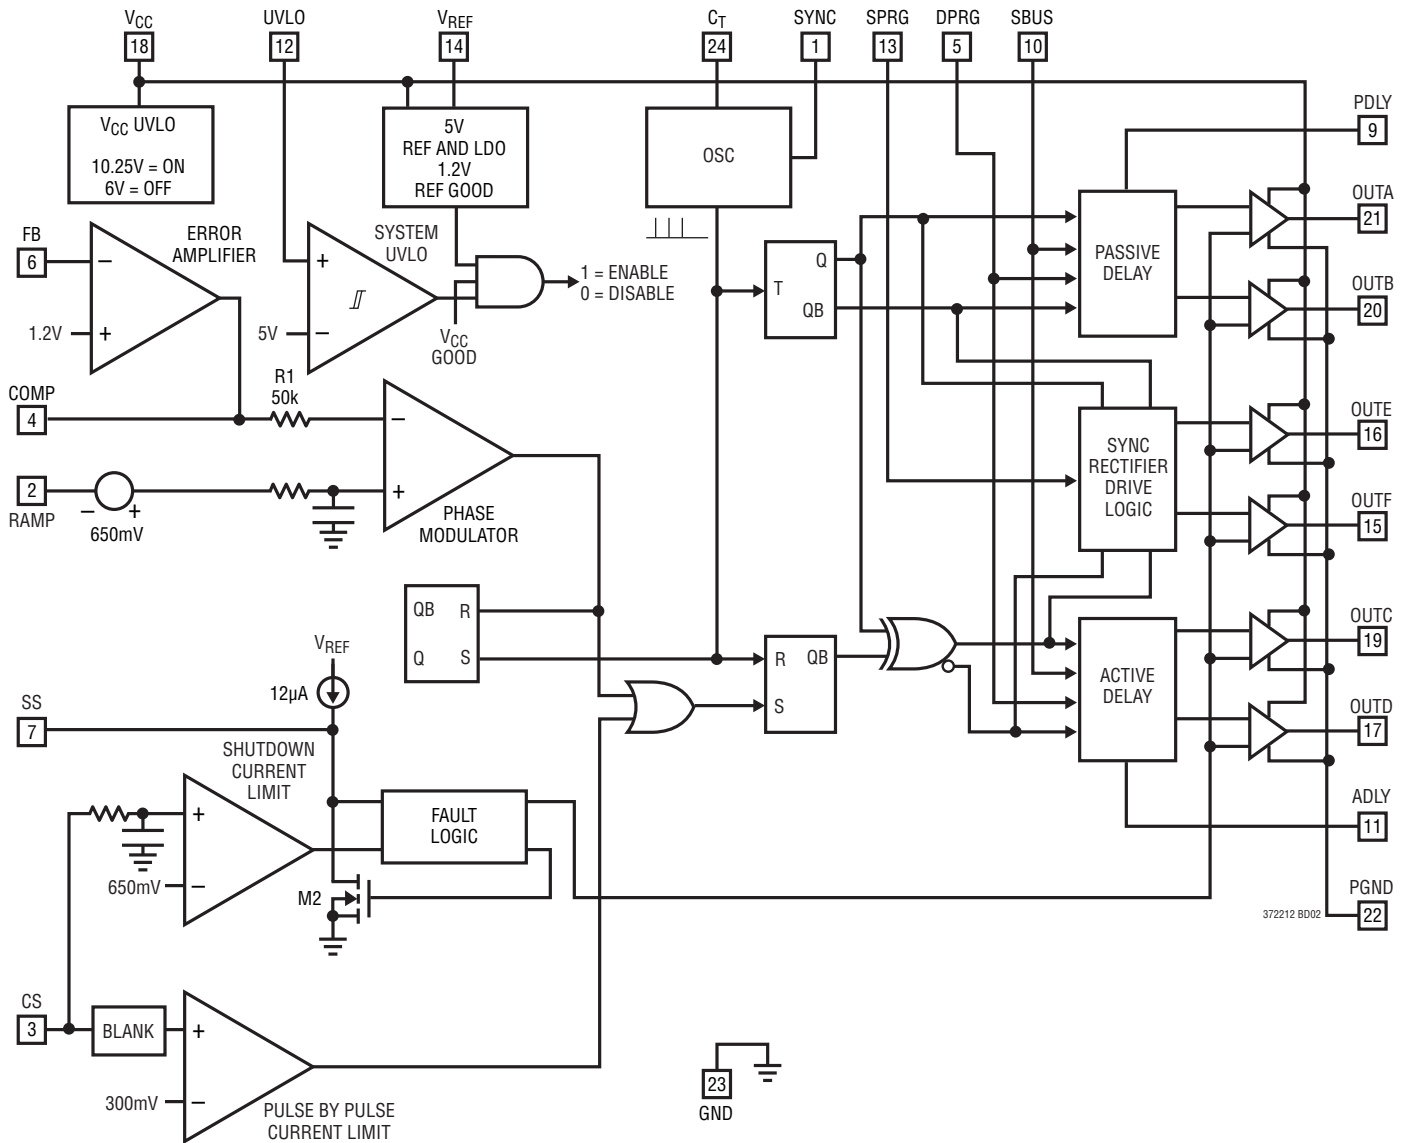 VCC
18
UVLO
12
VREF
14
CT
24
SYNC
1
SPRG
13
DPRG
5
SBUS
10
VCC UVLO
10.25V = ON
6V = OFF
5V
REF AND LDO
1.2V
REF GOOD
OSC
PDLY
9
FB
6
ERROR
AMPLIFIER
–
1.2V
+
SYSTEM
UVLO
+
5V
–
VCC
GOOD
1 = ENABLE
0 = DISABLE
T
Q
QB
PASSIVE
DELAY
OUTA
21
OUTB
20
COMP
4
R1
50k
–
+
PHASE
MODULATOR
2
RAMP
–
+
650mV
SYNC
RECTIFIER
DRIVE
LOGIC
OUTE
16
OUTF
15
QB
R
Q
S
R
QB
S
ACTIVE
DELAY
OUTC
19
OUTD
17
VREF
12µA
SS
7
SHUTDOWN
CURRENT
LIMIT
+
650mV
–
FAULT
LOGIC
M2
ADLY
11
PGND
22
372212 BD02
CS
3
BLANK
+
300mV
–
PULSE BY PULSE
CURRENT LIMIT
23
GND